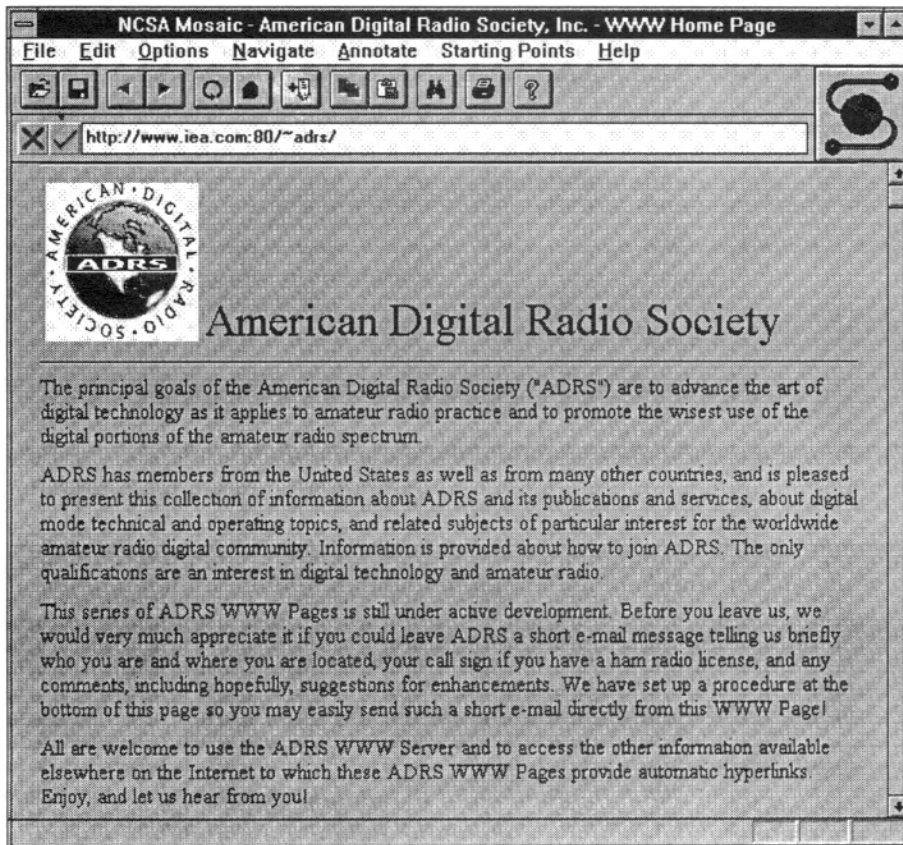 NCSA Mosaic - American Digital Radio Society, Inc. - WWW Home Page
File Edit Options Navigate Annotate Starting Points Help
http://www.iea.com:80/~adrs/
AMERICAN · DIGITAL · RADIO · SOCIETY ·
ADRS
American Digital Radio Society
The principal goals of the American Digital Radio Society ("ADRS") are to advance the art of
digital technology as it applies to amateur radio practice and to promote the wisest use of the
digital portions of the amateur radio spectrum.
ADRS has members from the United States as well as from many other countries, and is pleased
to present this collection of information about ADRS and its publications and services, about digital
mode technical and operating topics, and related subjects of particular interest for the worldwide
amateur radio digital community. Information is provided about how to join ADRS. The only
qualifications are an interest in digital technology and amateur radio.
This series of ADRS WWW Pages is still under active development. Before you leave us, we
would very much appreciate it if you could leave ADRS a short e-mail message telling us briefly
who you are and where you are located, your call sign if you have a ham radio license, and any
comments, including hopefully, suggestions for enhancements. We have set up a procedure at the
bottom of this page so you may easily send such a short e-mail directly from this WWW Page!
All are welcome to use the ADRS WWW Server and to access the other information available
elsewhere on the Internet to which these ADRS WWW Pages provide automatic hyperlinks.
Enjoy, and let us hear from you!